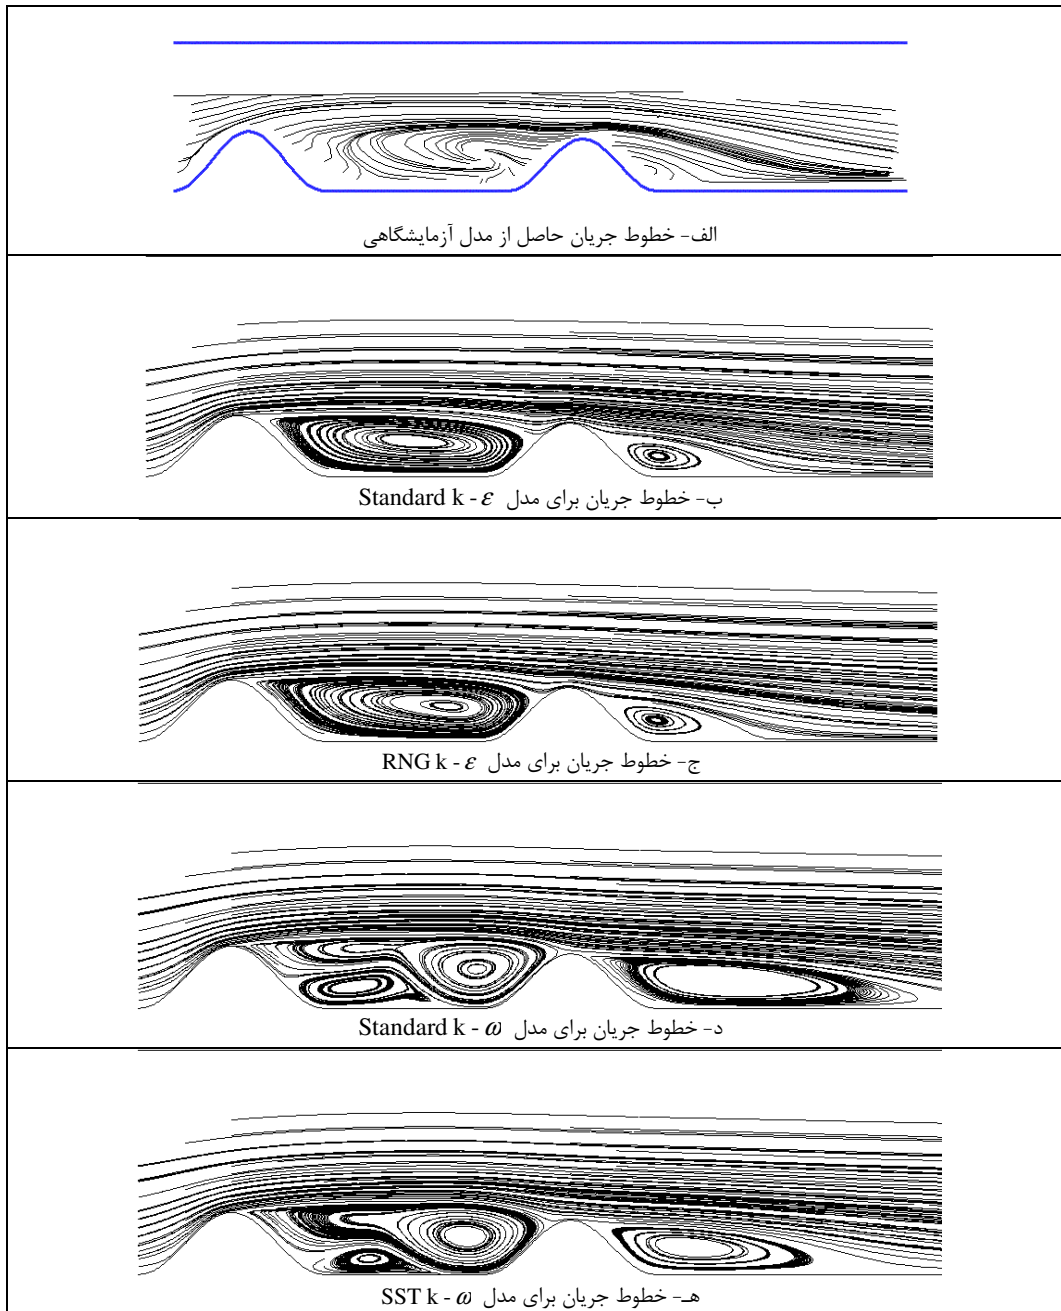 الف- خطوط جریان حاصل از مدل آزمایشگاهی
ب- خطوط جریان برای مدل Standard k - ε
ج- خطوط جریان برای مدل RNG k - ε
د- خطوط جریان برای مدل Standard k - ω
هـ- خطوط جریان برای مدل SST k - ω